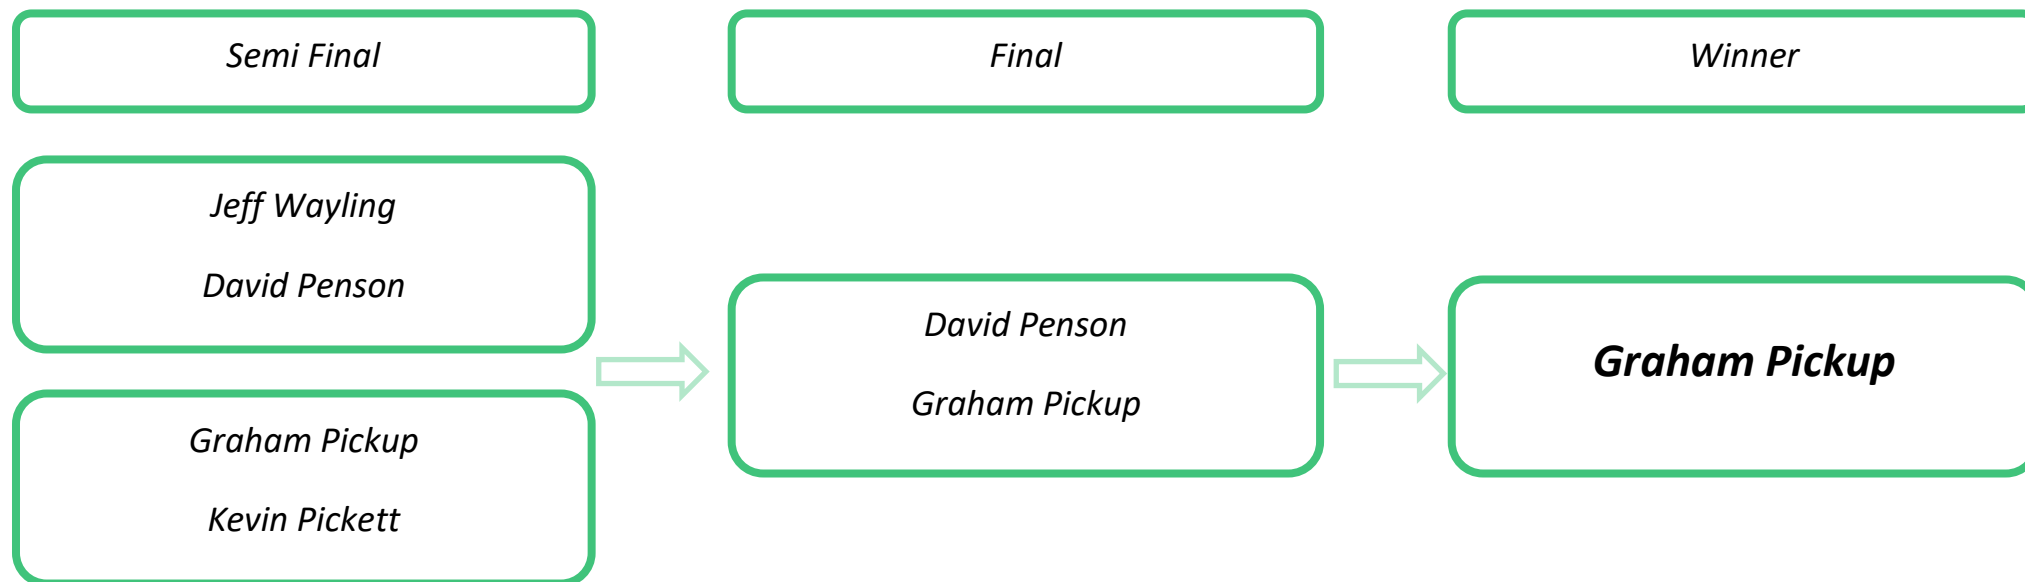 Semi Final
Final
Winner
Jeff Wayling
David Penson
Graham Pickup
Kevin Pickett
David Penson
Graham Pickup
Graham Pickup